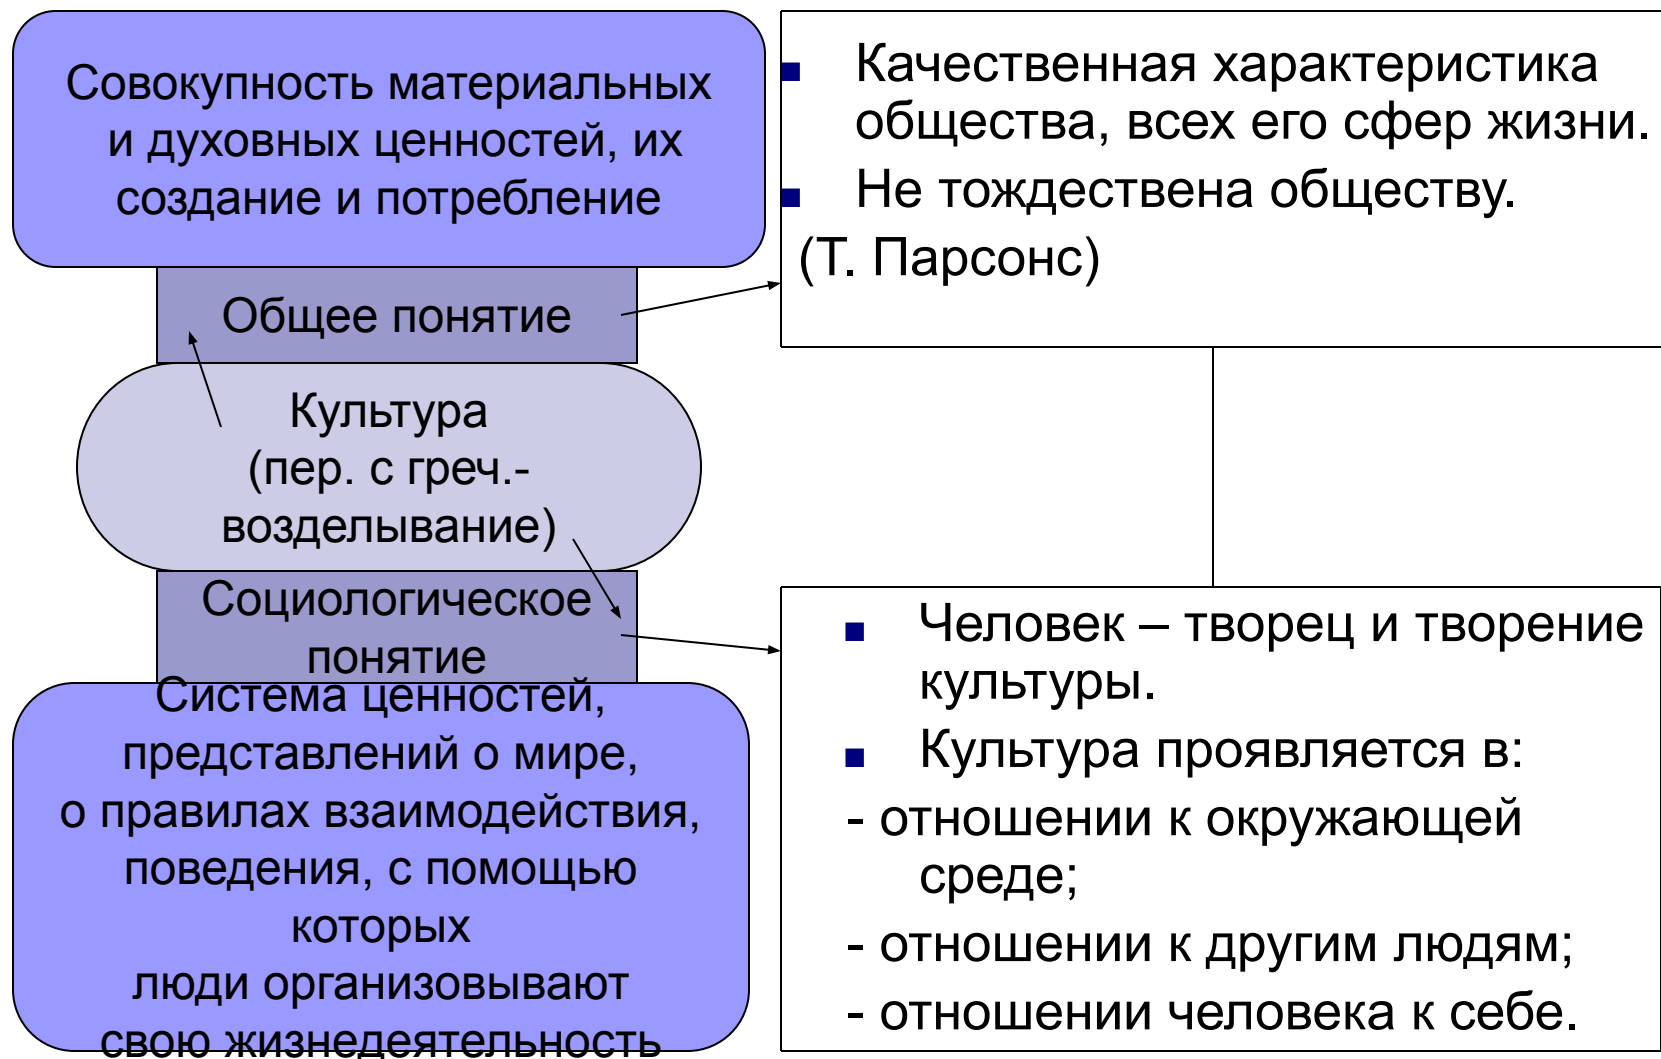 Совокупность материальных
и духовных ценностей, их
создание и потребление
Общее понятие
Культура
(пер. с греч.-
возделывание)
Социологическое
понятие
Система ценностей,
представлений о мире,
о правилах взаимодействия,
поведения, с помощью
которых
люди организовывают
свою жизнедеятельность
Качественная характеристика
общества, всех его сфер жизни.
Не тождествена обществу.
(Т. Парсонс)
Человек – творец и творение
культуры.
Культура проявляется в:
- отношении к окружающей
среде;
- отношении к другим людям;
- отношении человека к себе.